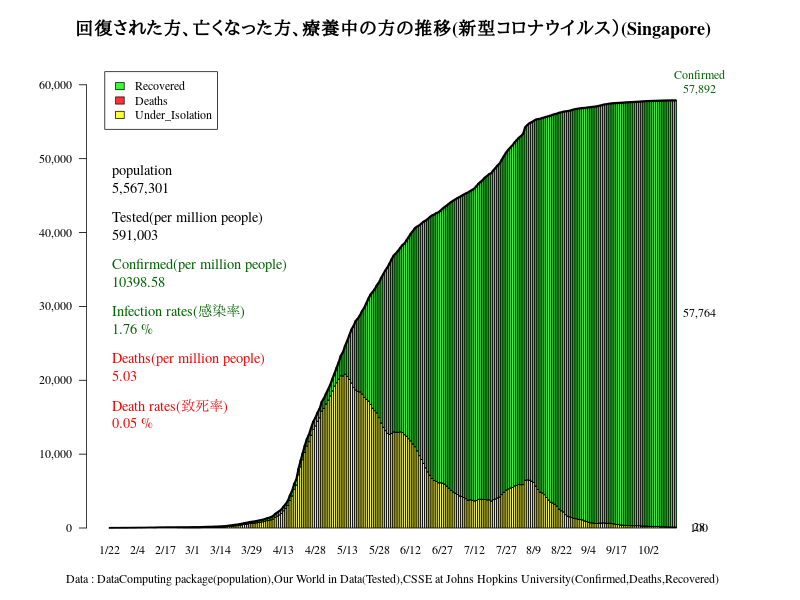 回復された方、亡くなった方、療養中の方の推移(新型コロナウイルス)(Singapore)
Confirmed
57,892
60,000
50,000
40,000
30,000
20,000
10,000
0
Recovered
Deaths
Under_Isolation
population
5,567,301
Tested(per million people)
591,003
Confirmed(per million people)
10398.58
Infection rates(感染率)
1.76 %
Deaths(per million people)
5.03
Death rates(致死率)
0.05 %
57,764
1/22 2/4 2/17 3/1 3/14 3/29 4/13 4/28 5/13 5/28 6/12 6/27 7/12 7/27 8/9 8/22 9/4 9/17 10/2
Data : DataComputing package(population),Our World in Data(Tested),CSSE at Johns Hopkins University(Confirmed,Deaths,Recovered)